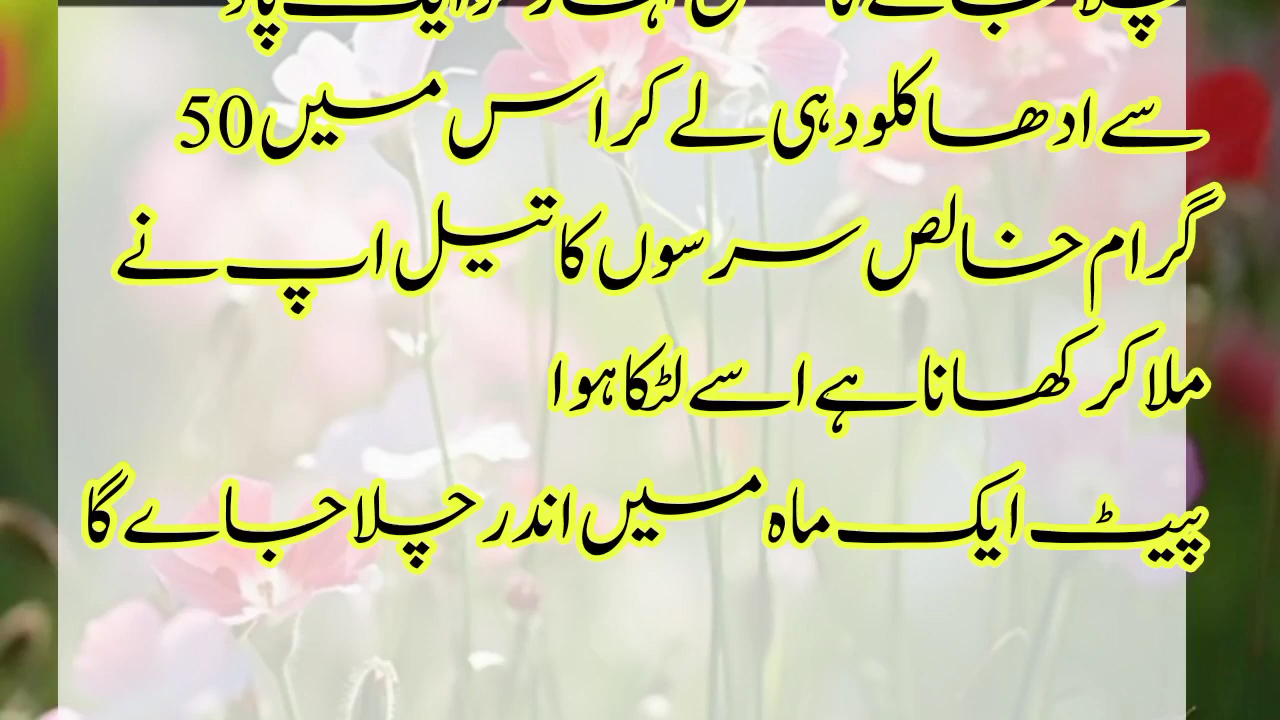 سے ادھا کلو دہی لے کر اس میں 50
گرام خالص سرسوں کا تیل اپ نے
ملا کر کھانا ہے اسے لٹکا ہوا
پیٹ ایک ماہ میں اندر چلا جاے گا